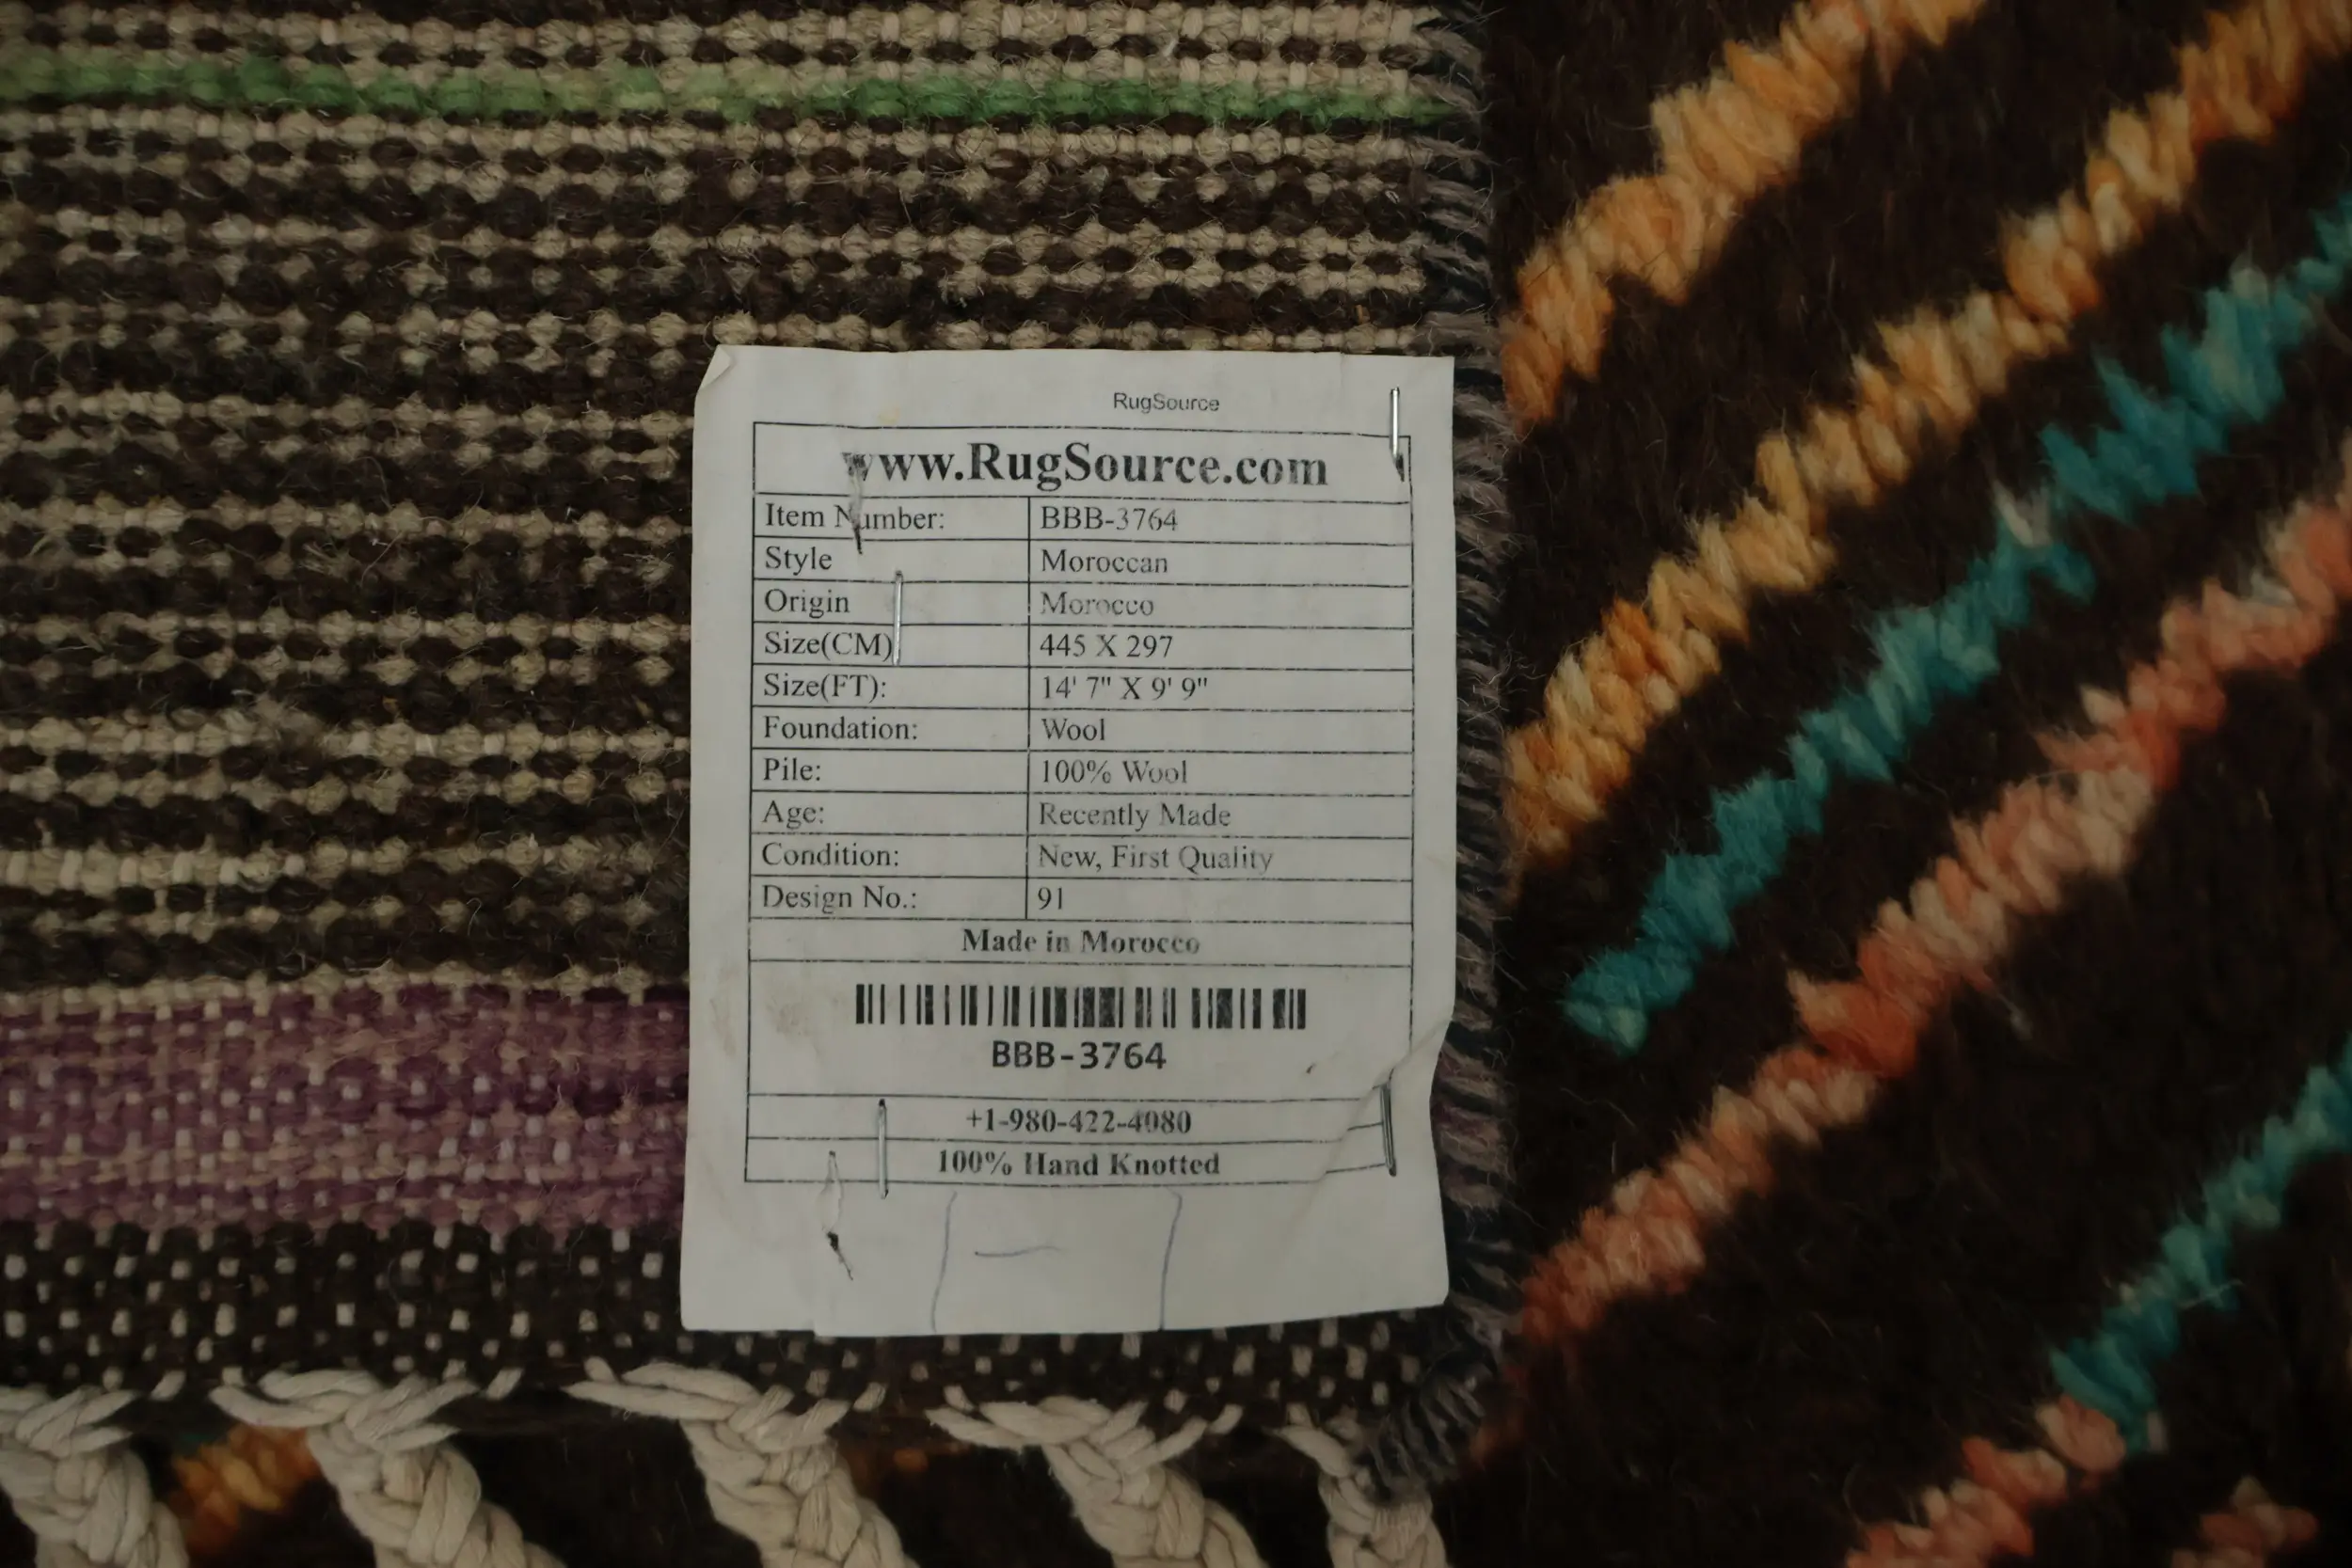 RugSource
www.RugSource.com
Item Number: BBB-3764
Style Moroccan
Origin Morocco
Size(CM) 445 X 297
Size(FT): 14' 7" X 9' 9"
Foundation: Wool
Pile: 100% Wool
Age: Recently Made
Condition: New, First Quality
Design No.: 91
Made in Morocco
BBB-3764
+1-980-422-4080
100% Hand Knotted